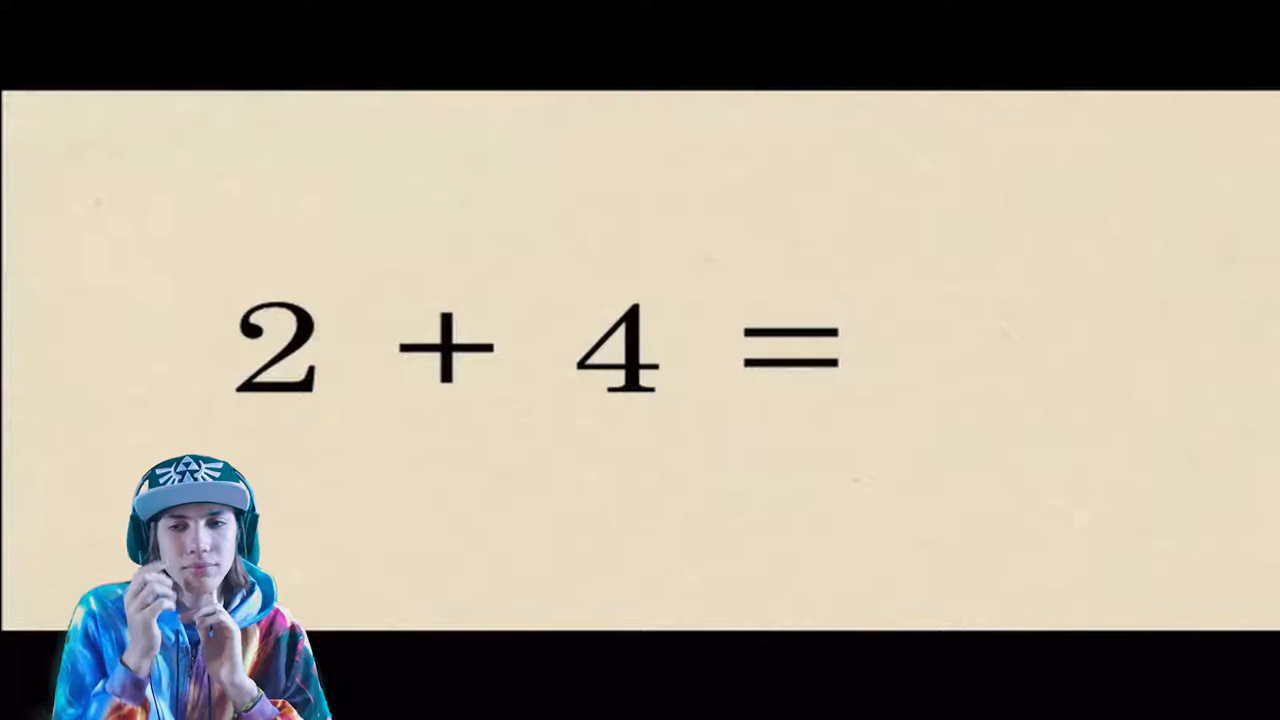 2 + 4 =